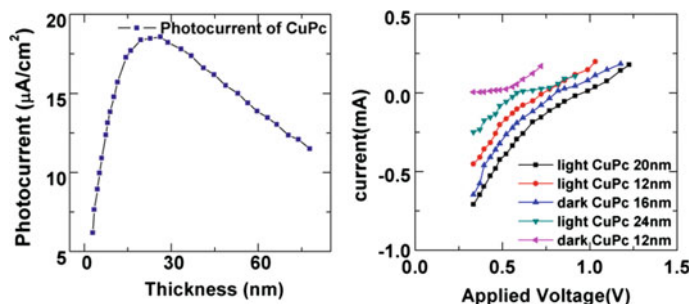 20
15
10
5
0
30
60
90
Photocurrent (μA/cm²)
Thickness (nm)
Photocurrent of CuPc
0.5
0.0
-0.5
-1.0
0.0
0.5
1.0
1.5
current(mA)
Applied Voltage(V)
light CuPc 20nm
light CuPc 12nm
dark CuPc 16nm
light CuPc 24nm
dark CuPc 12nm